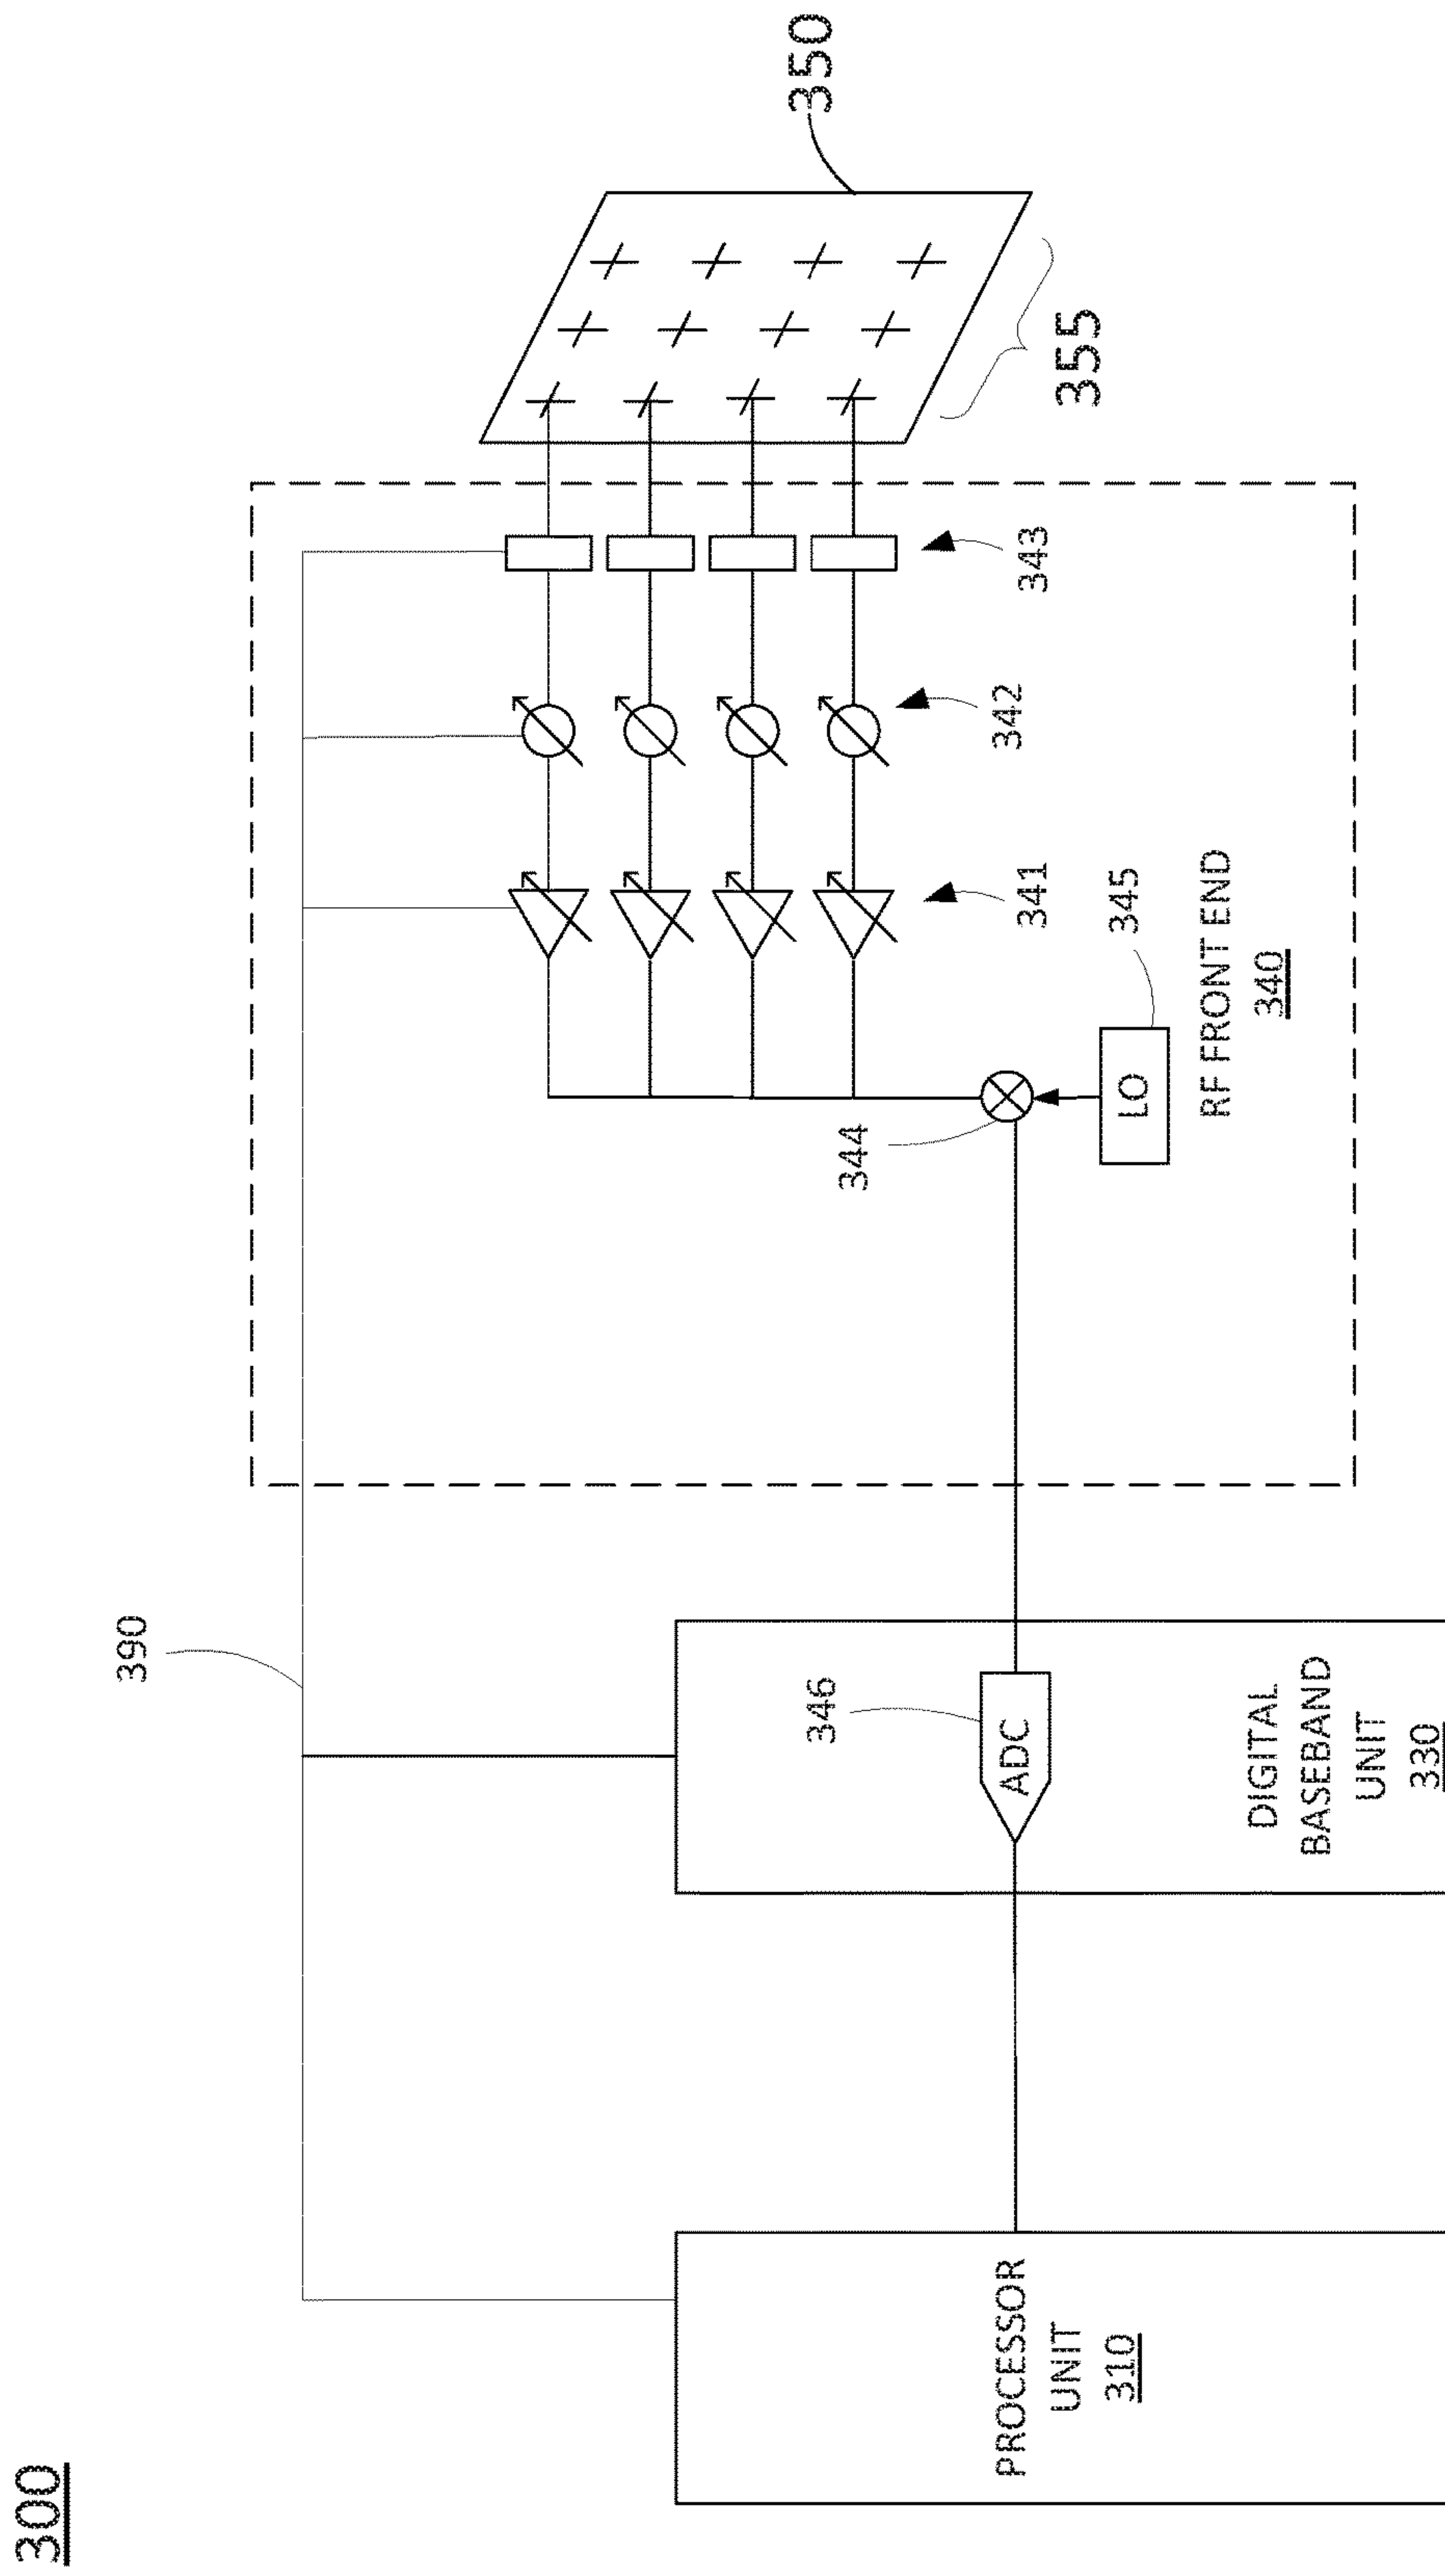 300
390
350
355
343
342
341
345
LO
344
RF FRONT END
340
346
ADC
DIGITAL
BASEBAND
UNIT
330
PROCESSOR
UNIT
310